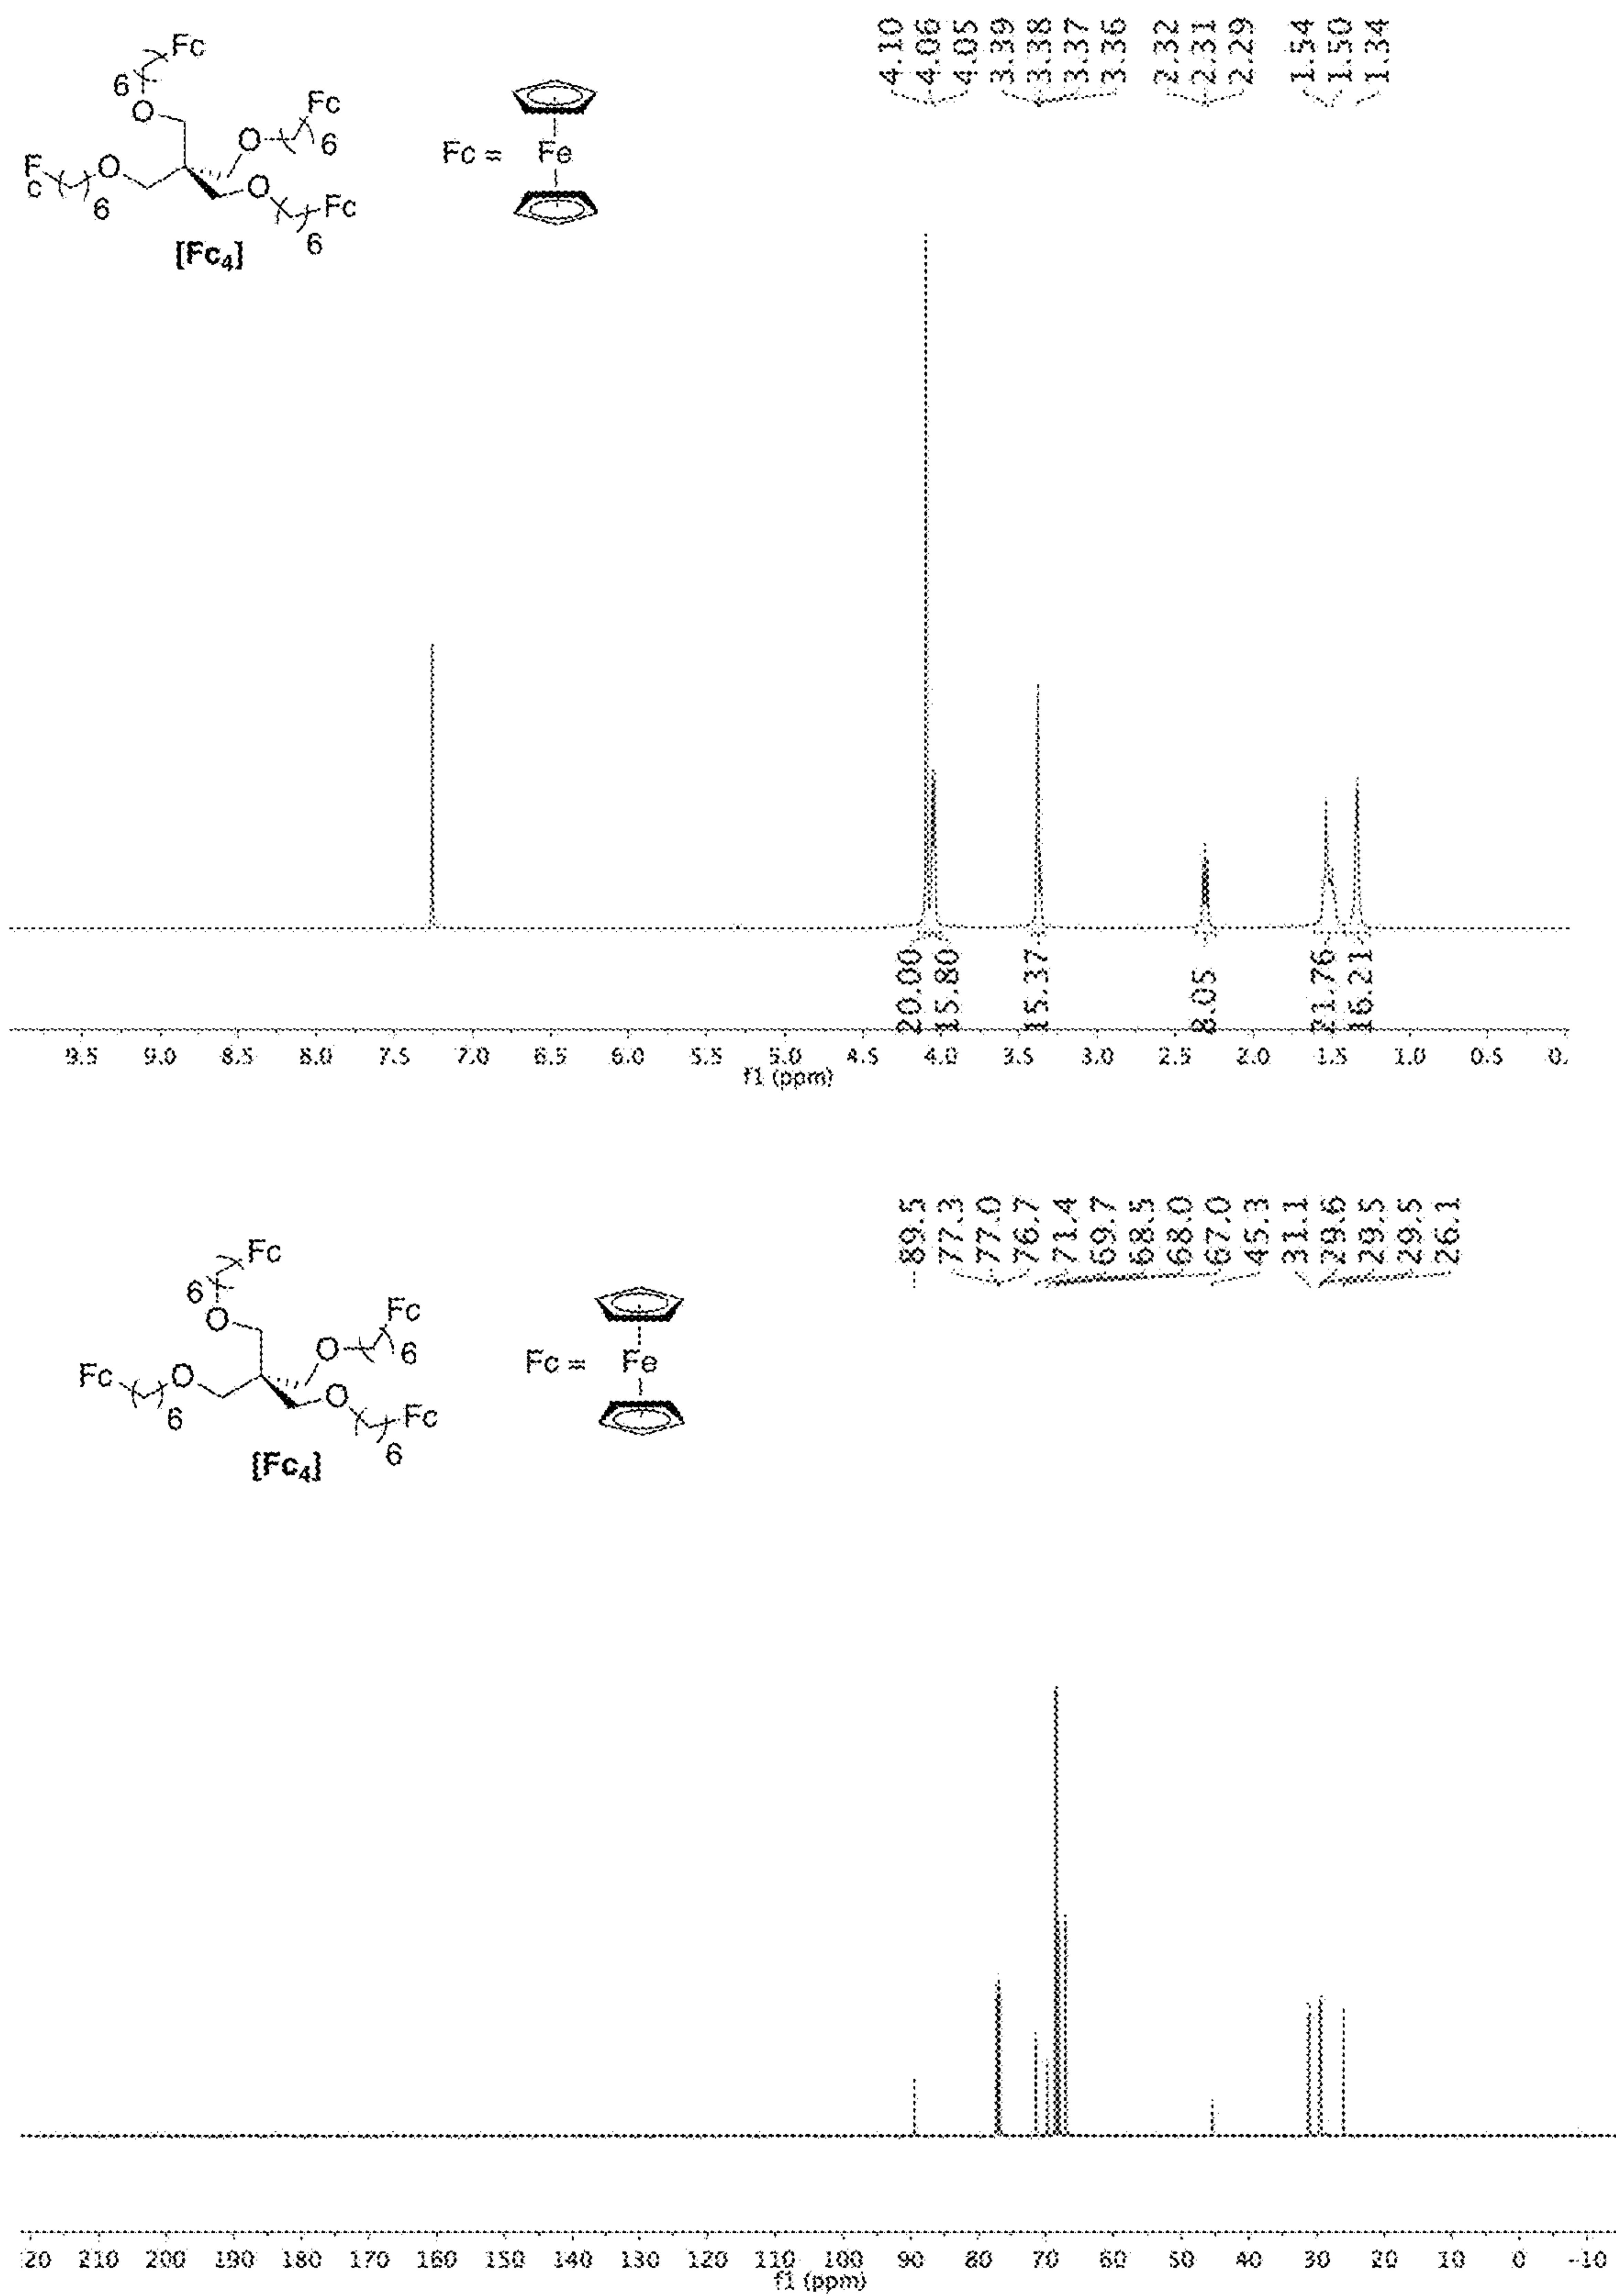 4.10 4.06 4.05 3.39 3.38 3.37 3.36 2.32 2.31 2.29 1.54 1.50 1.34
Fc
6
O
Fc
O 6
F
c O
6
O
Fc
6
[Fc4]
Fc = Fe
20.00 15.80 15.37 8.05 21.76 16.21
9.5 9.0 8.5 8.0 7.5 7.0 6.5 6.0 5.5 5.0 4.5 4.0 3.5 3.0 2.5 2.0 1.5 1.0 0.5 0.
f1 (ppm)
89.5 77.3 77.0 76.7 71.4 69.7 68.5 68.0 67.0 45.3 31.1 29.6 29.5 29.5 26.1
Fc
6
O
Fc
O 6
Fc O
6
O
Fc
6
[Fc4]
Fc = Fe
20 210 200 190 180 170 160 150 140 130 120 110 100 90 80 70 60 50 40 30 20 10 0 -10
f1 (ppm)